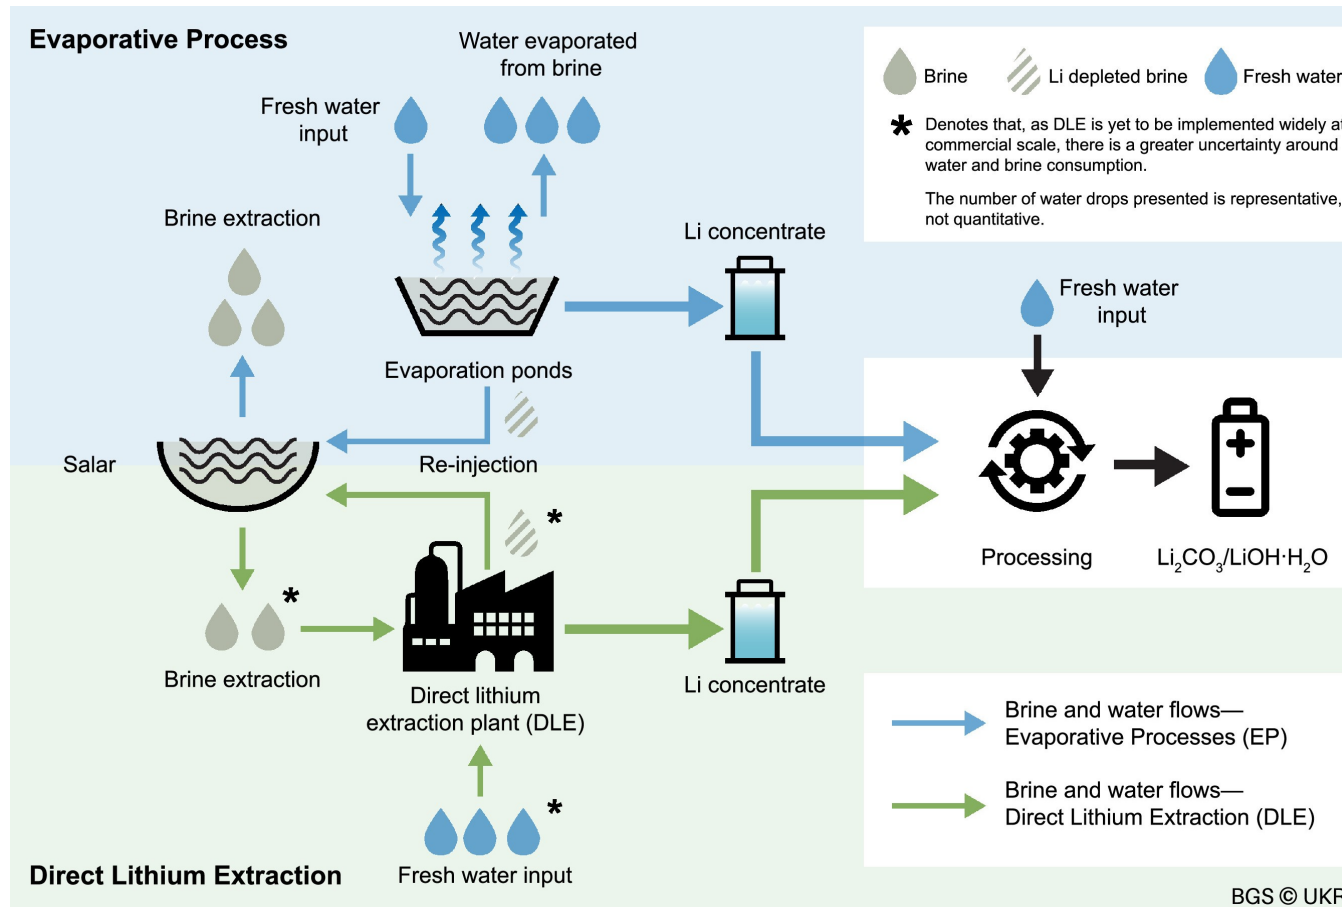 Evaporative Process
Water evaporated
from brine
Fresh water
input
Brine extraction
Evaporation ponds
Li concentrate
Salar
Re-injection
Brine
Li depleted brine
Fresh water
* Denotes that, as DLE is yet to be implemented widely at
commercial scale, there is a greater uncertainty around
water and brine consumption.
The number of water drops presented is representative,
not quantitative.
Fresh water
input
Processing
Li₂CO₃/LiOH·H₂O
*
*
Brine extraction
Direct lithium
extraction plant (DLE)
Li concentrate
*
Fresh water input
Direct Lithium Extraction
Brine and water flows—
Evaporative Processes (EP)
Brine and water flows—
Direct Lithium Extraction (DLE)
BGS © UKR